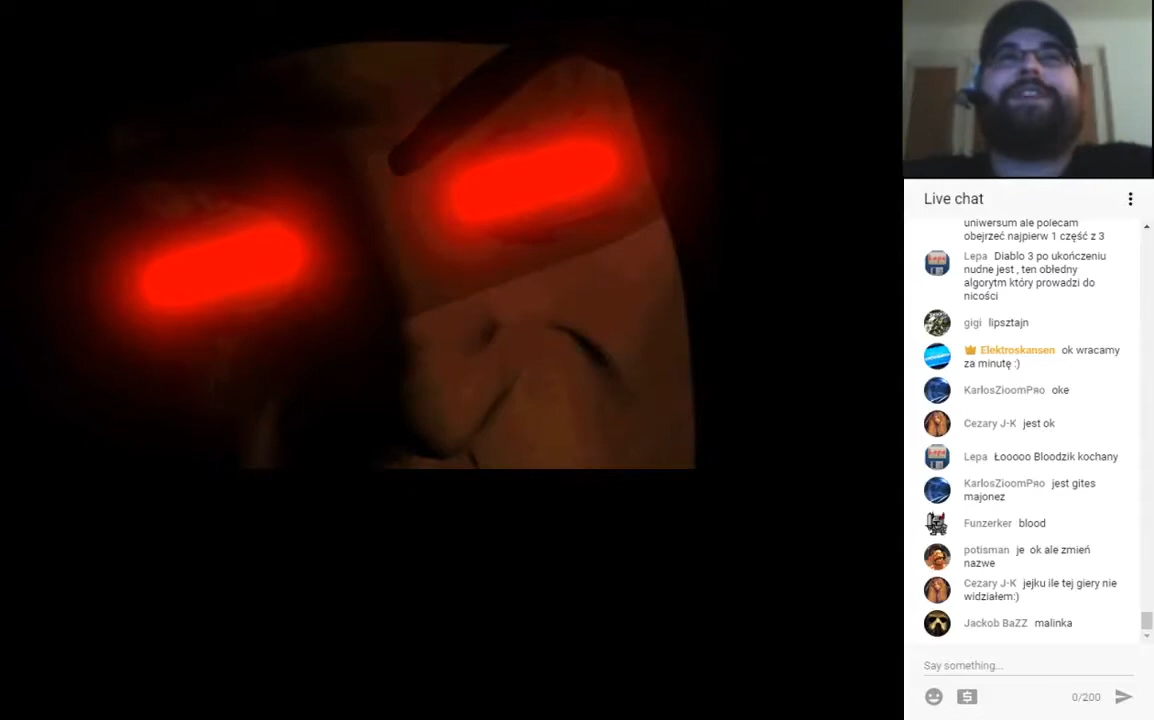 Live chat
uniwersum ale polecam
obejrzeć najpierw 1 część z 3
Lepa Diablo 3 po ukończeniu
nudne jest , ten obłedny
algorytm który prowadzi do
nicości
gigi lipsztajn
Elektroskansen ok wracamy
za minutę :)
KarłosZioomPяo oke
Cezary J-K jest ok
Lepa Łooooo Bloodzik kochany
KarłosZioomPяo jest gites
majonez
Funzerker blood
potisman je ok ale zmień
nazwe
Cezary J-K jejku ile tej giery nie
widziałem:)
Jackob BaZZ malinka
Say something...
0/200